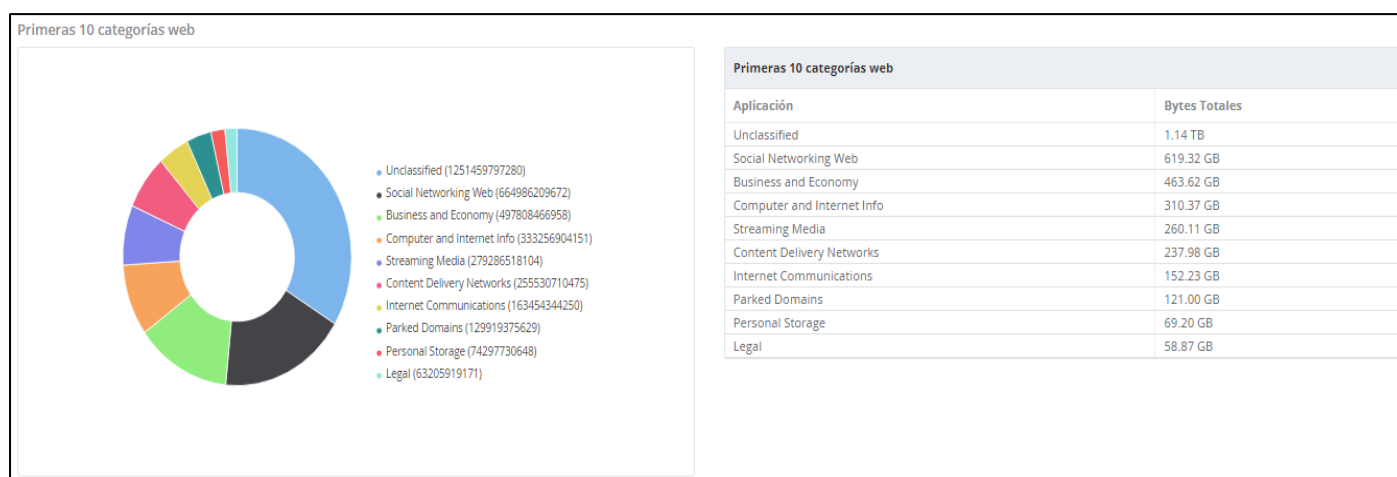 Primeras 10 categorías web
Unclassified (1251459797280)
Social Networking Web (664986209672)
Business and Economy (497808466958)
Computer and Internet Info (333256904151)
Streaming Media (279286518104)
Content Delivery Networks (255530710475)
Internet Communications (163454344250)
Parked Domains (129919375629)
Personal Storage (74297730648)
Legal (63205919171)
Primeras 10 categorías web
Aplicación Bytes Totales
Unclassified 1.14 TB
Social Networking Web 619.32 GB
Business and Economy 463.62 GB
Computer and Internet Info 310.37 GB
Streaming Media 260.11 GB
Content Delivery Networks 237.98 GB
Internet Communications 152.23 GB
Parked Domains 121.00 GB
Personal Storage 69.20 GB
Legal 58.87 GB